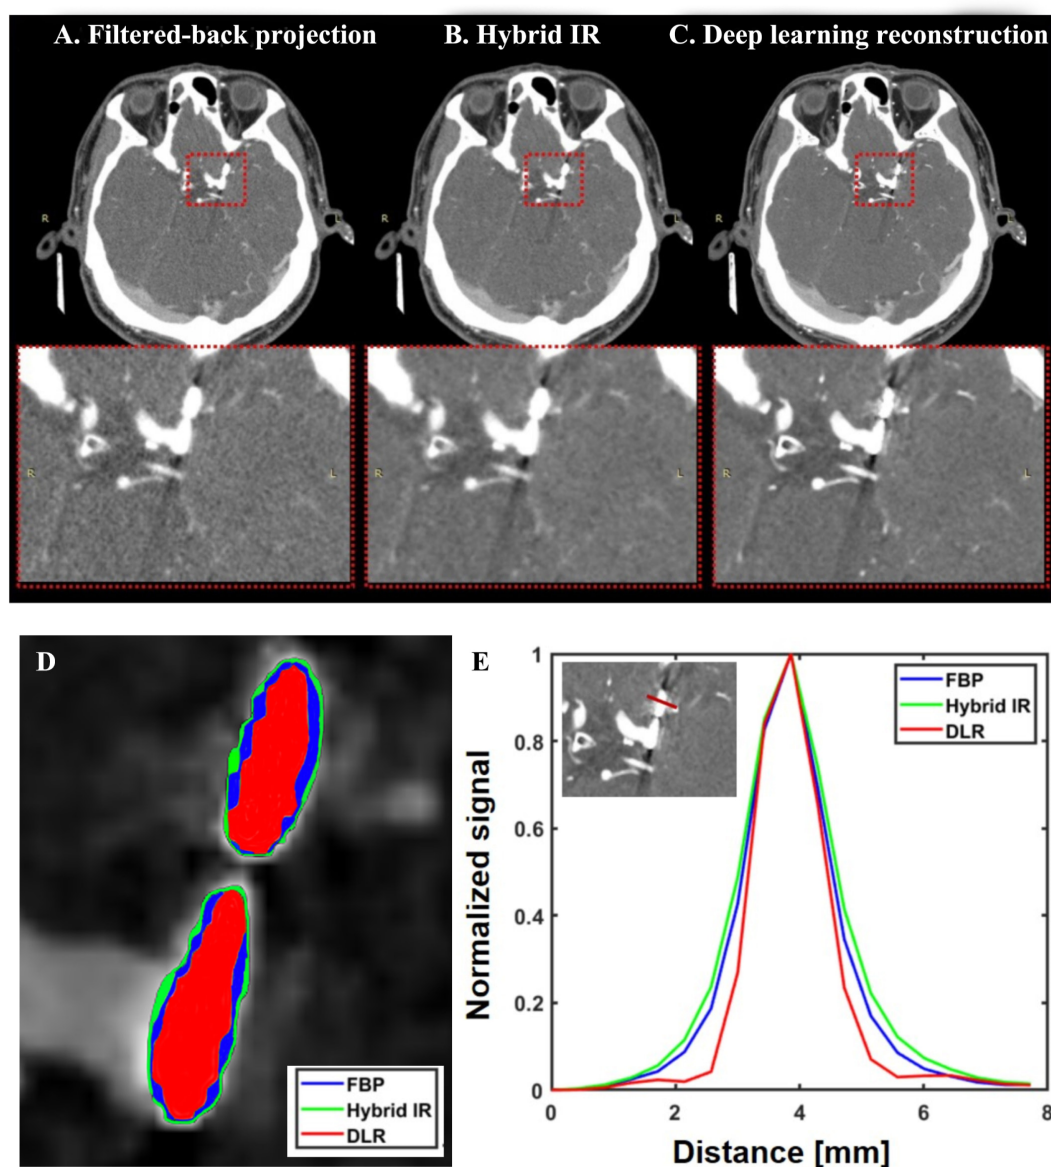 A. Filtered-back projection
B. Hybrid IR
C. Deep learning reconstruction
R
L
R
L
R
L
R
L
R
L
R
L
D
FBP
Hybrid IR
DLR
E
Normalized signal
1
0.8
0.6
0.4
0.2
0
FBP
Hybrid IR
DLR
0
2
4
6
8
Distance [mm]